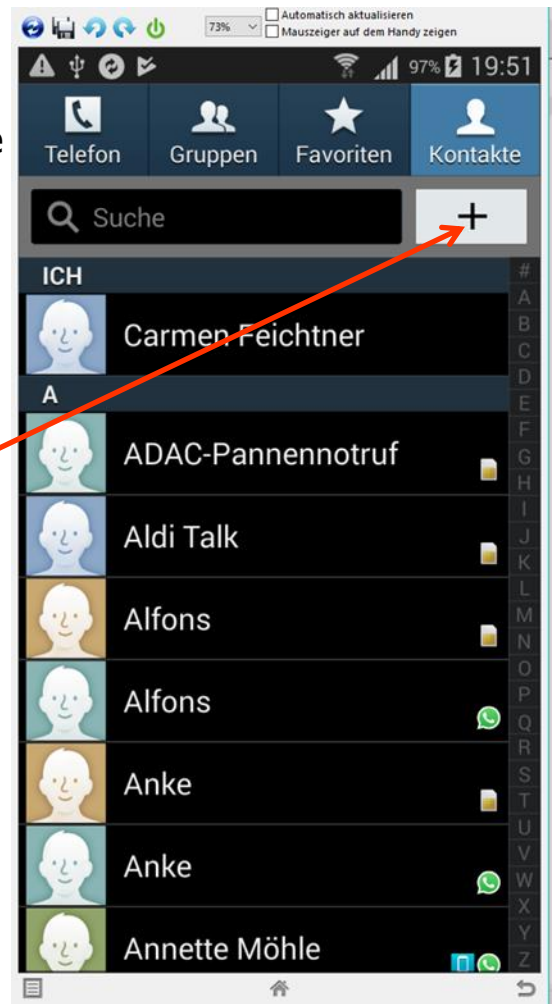 73%
Automatisch aktualisieren
Mauszeiger auf dem Handy zeigen
97% 19:51
e
Telefon Gruppen Favoriten Kontakte
Suche +
ICH
Carmen Feichtner
A
ADAC-Pannennotruf
Aldi Talk
Alfons
Alfons
Anke
Anke
Annette Möhle
#
A
B
C
D
E
F
G
H
I
J
K
L
M
N
O
P
Q
R
S
T
U
V
W
X
Y
Z